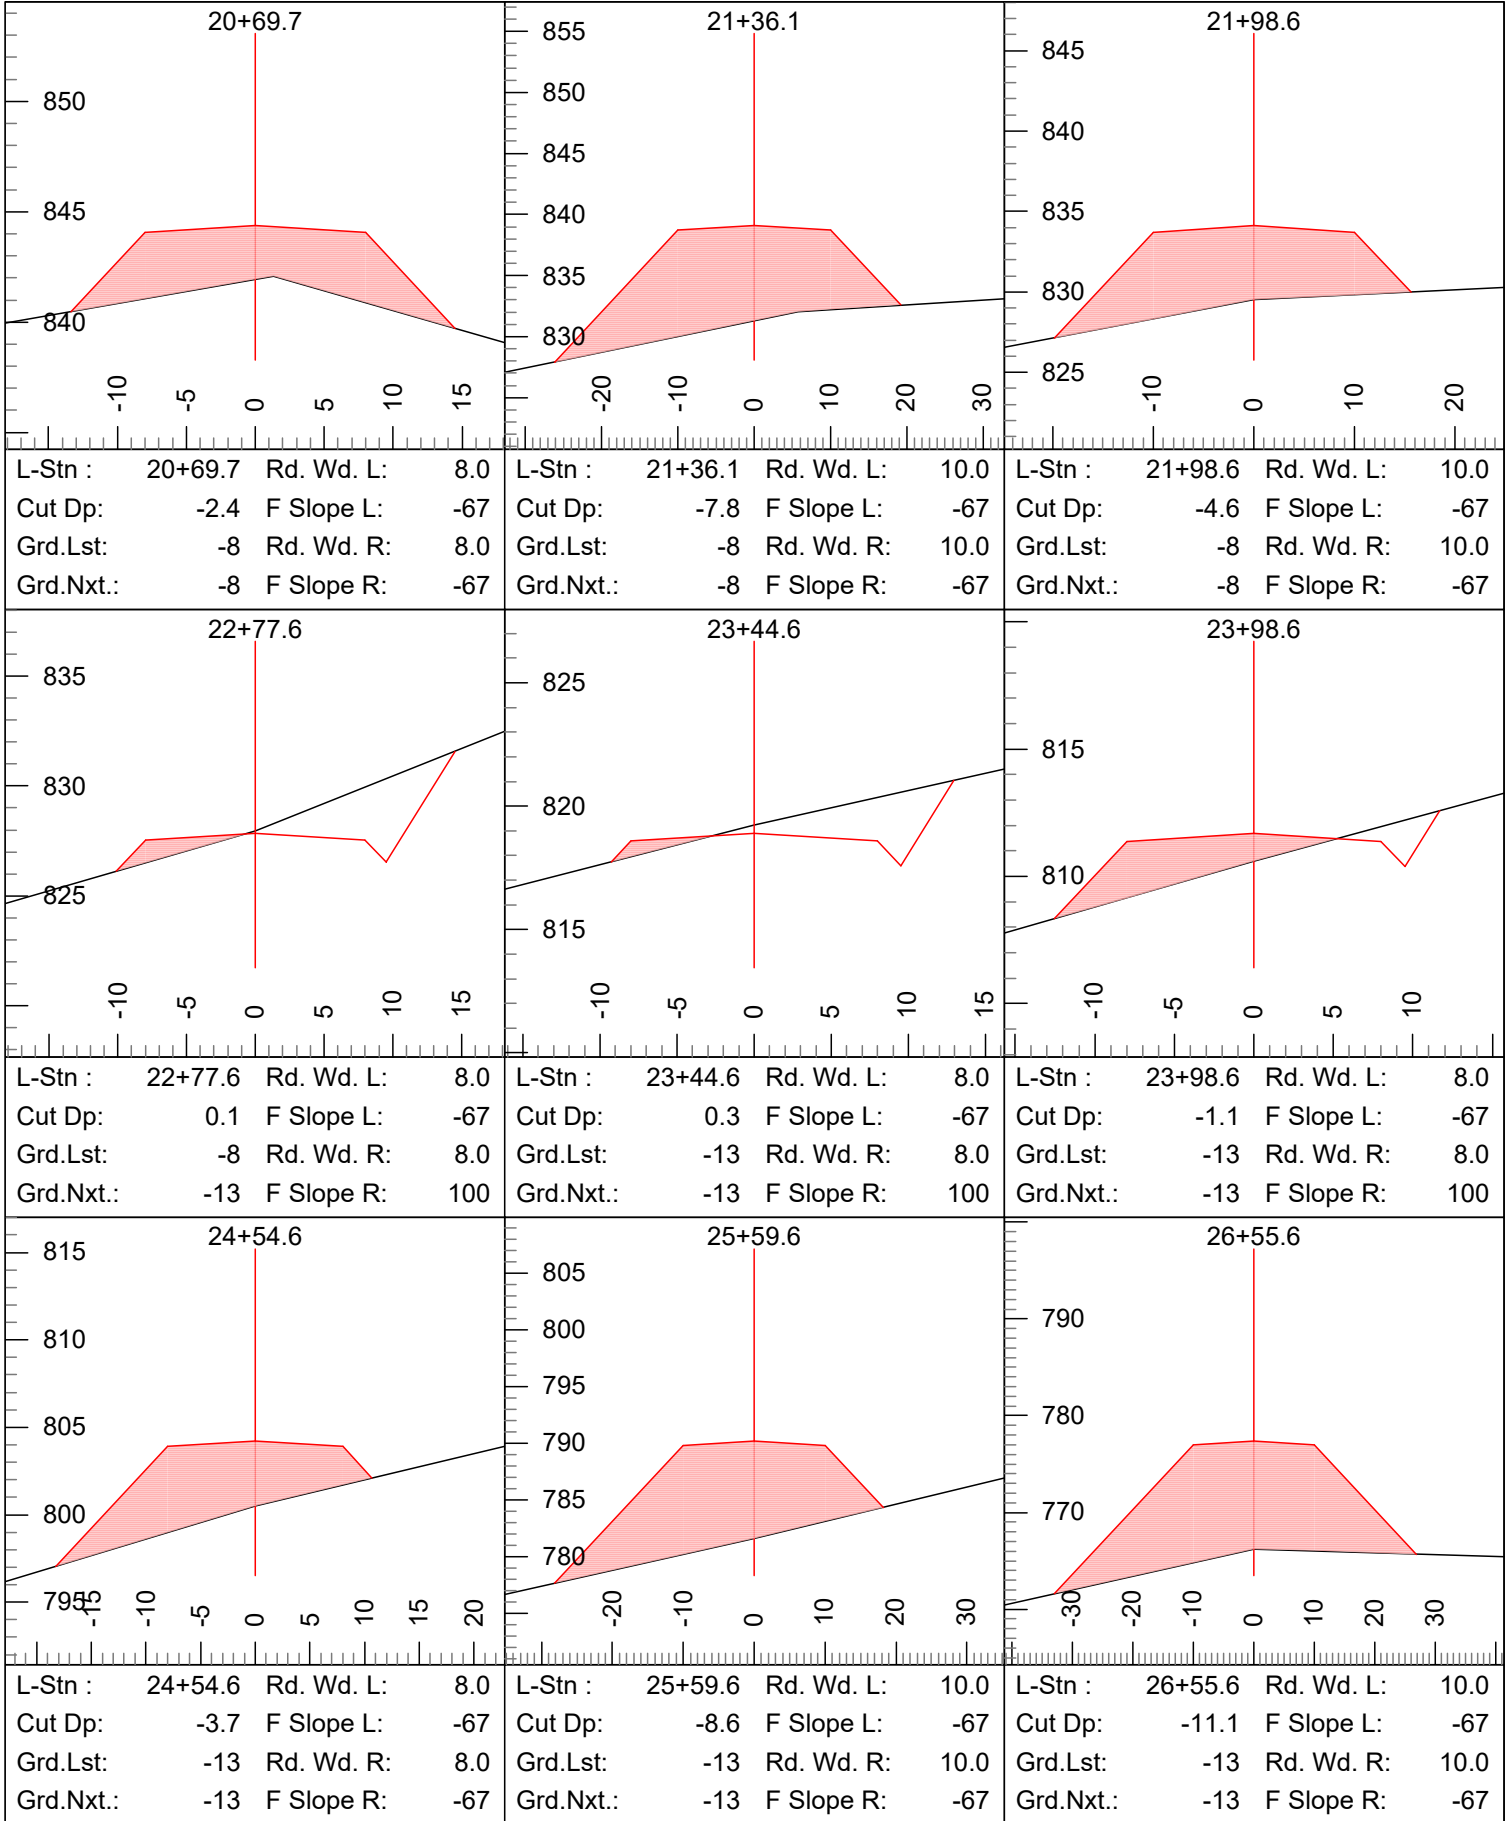 20+69.7
850
845
840
-10 -5 0 5 10 15
L-Stn : 20+69.7 Rd. Wd. L: 8.0
Cut Dp: -2.4 F Slope L: -67
Grd.Lst: -8 Rd. Wd. R: 8.0
Grd.Nxt.: -8 F Slope R: -67
21+36.1
855
850
845
840
835
830
-20 -10 0 10 20 30
L-Stn : 21+36.1 Rd. Wd. L: 10.0
Cut Dp: -7.8 F Slope L: -67
Grd.Lst: -8 Rd. Wd. R: 10.0
Grd.Nxt.: -8 F Slope R: -67
21+98.6
845
840
835
830
825
-10 0 10 20
L-Stn : 21+98.6 Rd. Wd. L: 10.0
Cut Dp: -4.6 F Slope L: -67
Grd.Lst: -8 Rd. Wd. R: 10.0
Grd.Nxt.: -8 F Slope R: -67
22+77.6
835
830
825
-10 -5 0 5 10 15
L-Stn : 22+77.6 Rd. Wd. L: 8.0
Cut Dp: 0.1 F Slope L: -67
Grd.Lst: -8 Rd. Wd. R: 8.0
Grd.Nxt.: -13 F Slope R: 100
23+44.6
825
820
815
-10 -5 0 5 10 15
L-Stn : 23+44.6 Rd. Wd. L: 8.0
Cut Dp: 0.3 F Slope L: -67
Grd.Lst: -13 Rd. Wd. R: 8.0
Grd.Nxt.: -13 F Slope R: 100
23+98.6
815
810
-10 -5 0 5 10
L-Stn : 23+98.6 Rd. Wd. L: 8.0
Cut Dp: -1.1 F Slope L: -67
Grd.Lst: -13 Rd. Wd. R: 8.0
Grd.Nxt.: -13 F Slope R: 100
24+54.6
815
810
805
800
795
-15 -10 -5 0 5 10 15 20
L-Stn : 24+54.6 Rd. Wd. L: 8.0
Cut Dp: -3.7 F Slope L: -67
Grd.Lst: -13 Rd. Wd. R: 8.0
Grd.Nxt.: -13 F Slope R: -67
25+59.6
805
800
795
790
785
780
-20 -10 0 10 20 30
L-Stn : 25+59.6 Rd. Wd. L: 10.0
Cut Dp: -8.6 F Slope L: -67
Grd.Lst: -13 Rd. Wd. R: 10.0
Grd.Nxt.: -13 F Slope R: -67
26+55.6
790
780
770
-30 -20 -10 0 10 20 30
L-Stn : 26+55.6 Rd. Wd. L: 10.0
Cut Dp: -11.1 F Slope L: -67
Grd.Lst: -13 Rd. Wd. R: 10.0
Grd.Nxt.: -13 F Slope R: -67